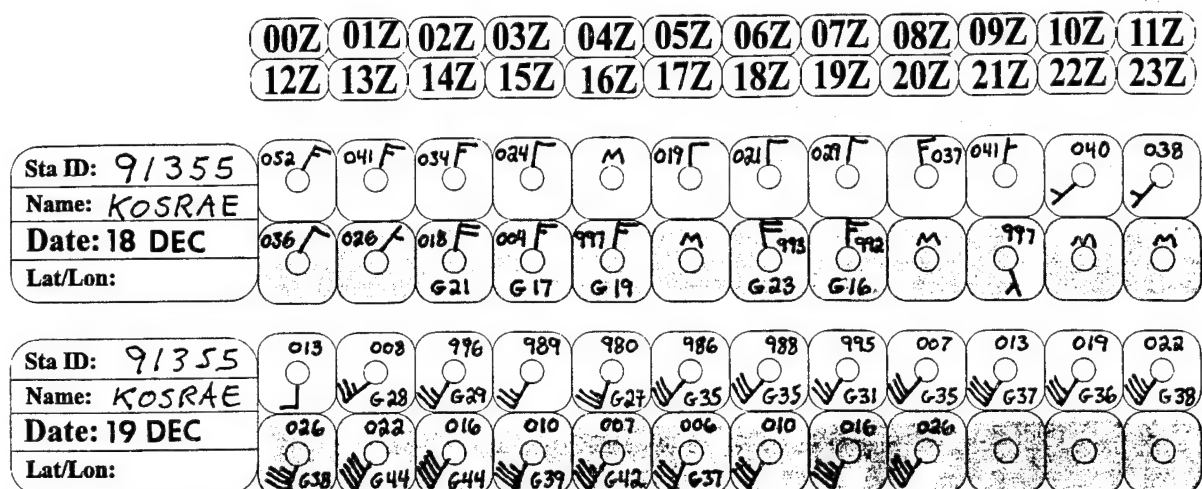 00Z 01Z 02Z 03Z 04Z 05Z 06Z 07Z 08Z 09Z 10Z 11Z
12Z 13Z 14Z 15Z 16Z 17Z 18Z 19Z 20Z 21Z 22Z 23Z
Sta ID: 91355
Name: KOSRAE
Date: 18 DEC
Lat/Lon:
052 041 034 024 M 019 021 029 037 041 040 038
036 026 018 004 997 M 993 992 M 997 M M
G21 G17 G19 G23 G16
Sta ID: 91355
Name: KOSRAE
Date: 19 DEC
Lat/Lon:
013 008 996 989 980 986 988 995 007 013 019 022
G28 G29 G27 G35 G35 G31 G35 G37 G36 G38
026 022 016 010 007 006 010 016 026
G38 G44 G44 G39 G42 G37